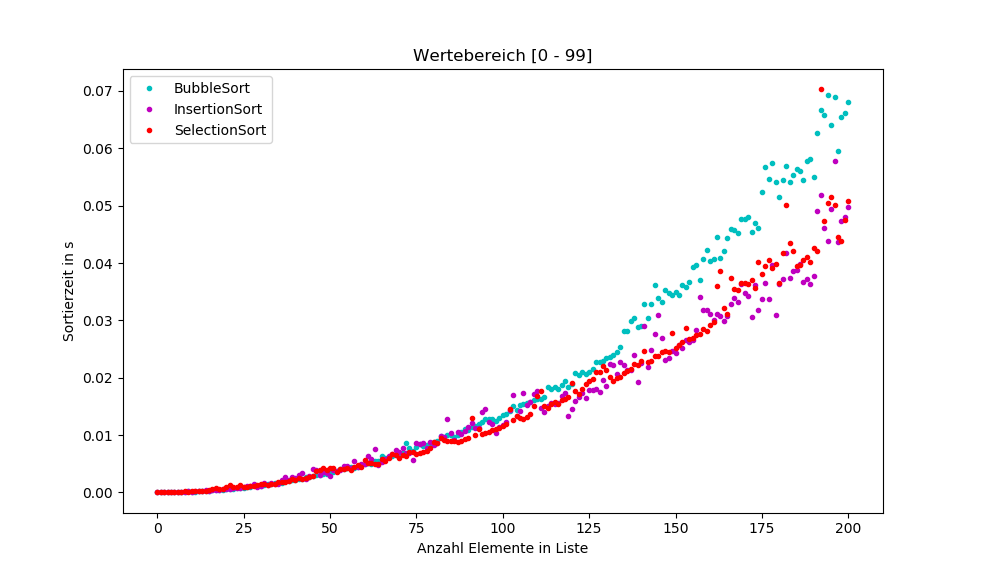 Wertebereich [0 - 99]
BubbleSort
InsertionSort
SelectionSort
0.07
0.06
0.05
0.04
0.03
0.02
0.01
0.00
Sortierzeit in s
0 25 50 75 100 125 150 175 200
Anzahl Elemente in Liste